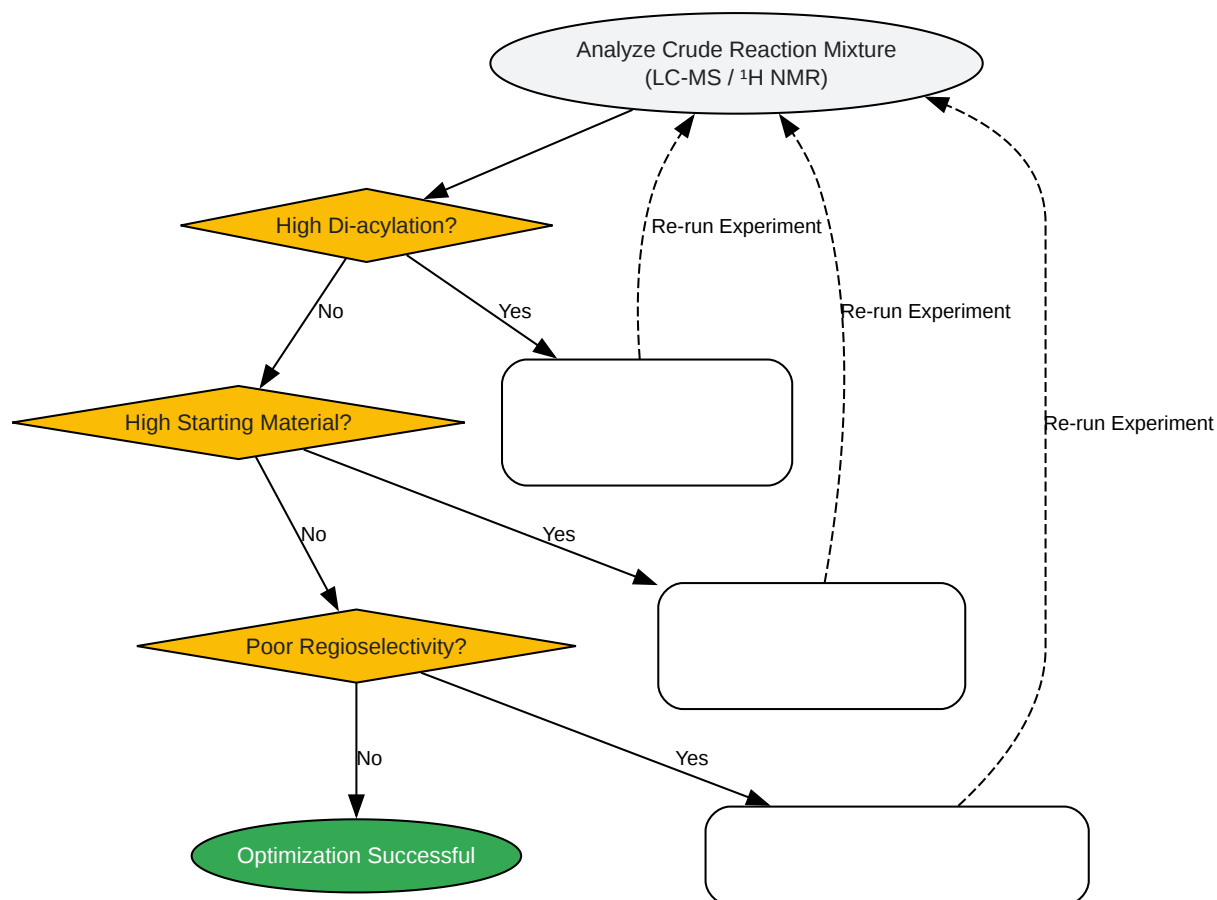 Analyze Crude Reaction Mixture
(LC-MS / ¹H NMR)
High Di-acylation?
Re-run Experiment
Re-run Experiment
No
Yes
High Starting Material?
Re-run Experiment
No
Yes
Poor Regioselectivity?
No
Yes
Optimization Successful